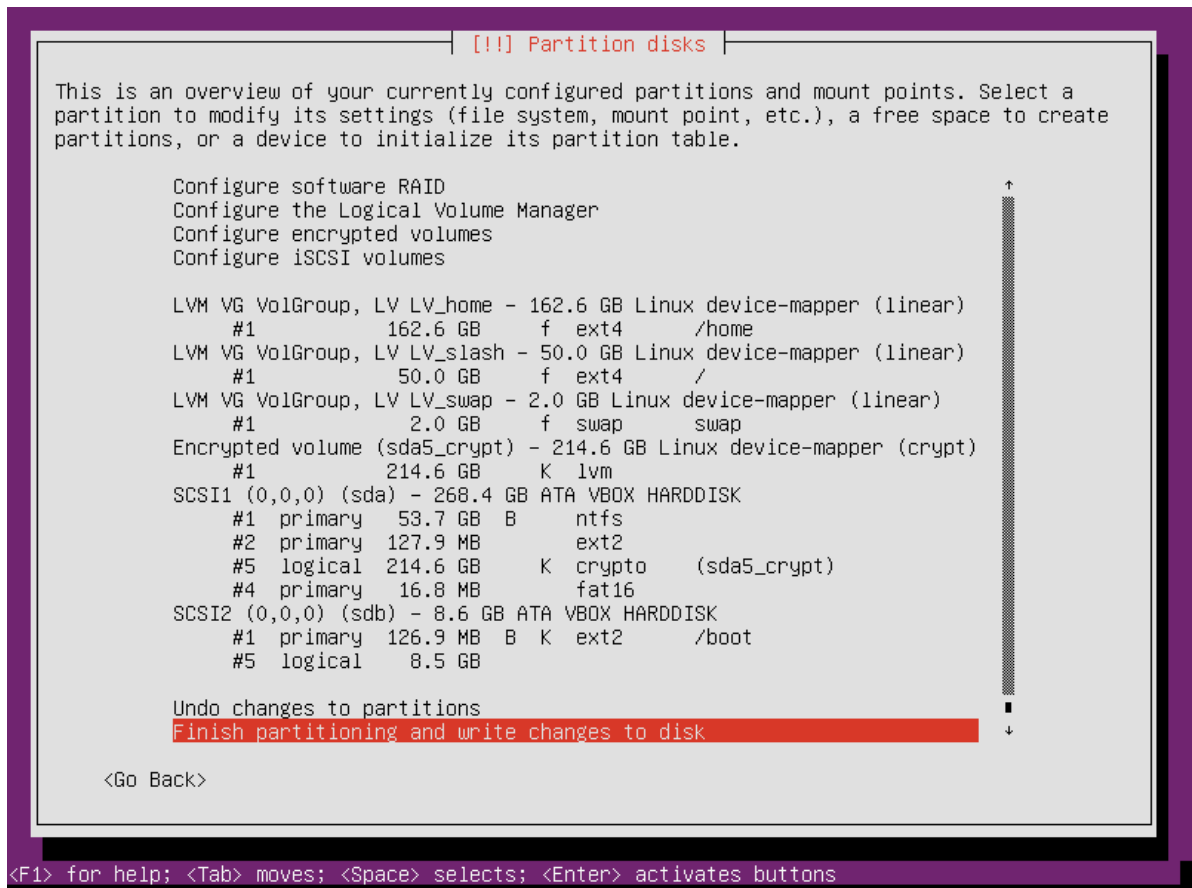 [!!] Partition disks
This is an overview of your currently configured partitions and mount points. Select a
partition to modify its settings (file system, mount point, etc.), a free space to create
partitions, or a device to initialize its partition table.
Configure software RAID
Configure the Logical Volume Manager
Configure encrypted volumes
Configure iSCSI volumes
LVM VG VolGroup, LV LV_home - 162.6 GB Linux device-mapper (linear)
#1 162.6 GB f ext4 /home
LVM VG VolGroup, LV LV_slash - 50.0 GB Linux device-mapper (linear)
#1 50.0 GB f ext4 /
LVM VG VolGroup, LV LV_swap - 2.0 GB Linux device-mapper (linear)
#1 2.0 GB f swap swap
Encrypted volume (sda5_crypt) - 214.6 GB Linux device-mapper (crypt)
#1 214.6 GB K lvm
SCSI1 (0,0,0) (sda) - 268.4 GB ATA VBOX HARDDISK
#1 primary 53.7 GB B ntfs
#2 primary 127.9 MB ext2
#5 logical 214.6 GB K crypto (sda5_crypt)
#4 primary 16.8 MB fat16
SCSI2 (0,0,0) (sdb) - 8.6 GB ATA VBOX HARDDISK
#1 primary 126.9 MB B K ext2 /boot
#5 logical 8.5 GB
Undo changes to partitions
Finish partitioning and write changes to disk
<Go Back>
<F1> for help; <Tab> moves; <Space> selects; <Enter> activates buttons